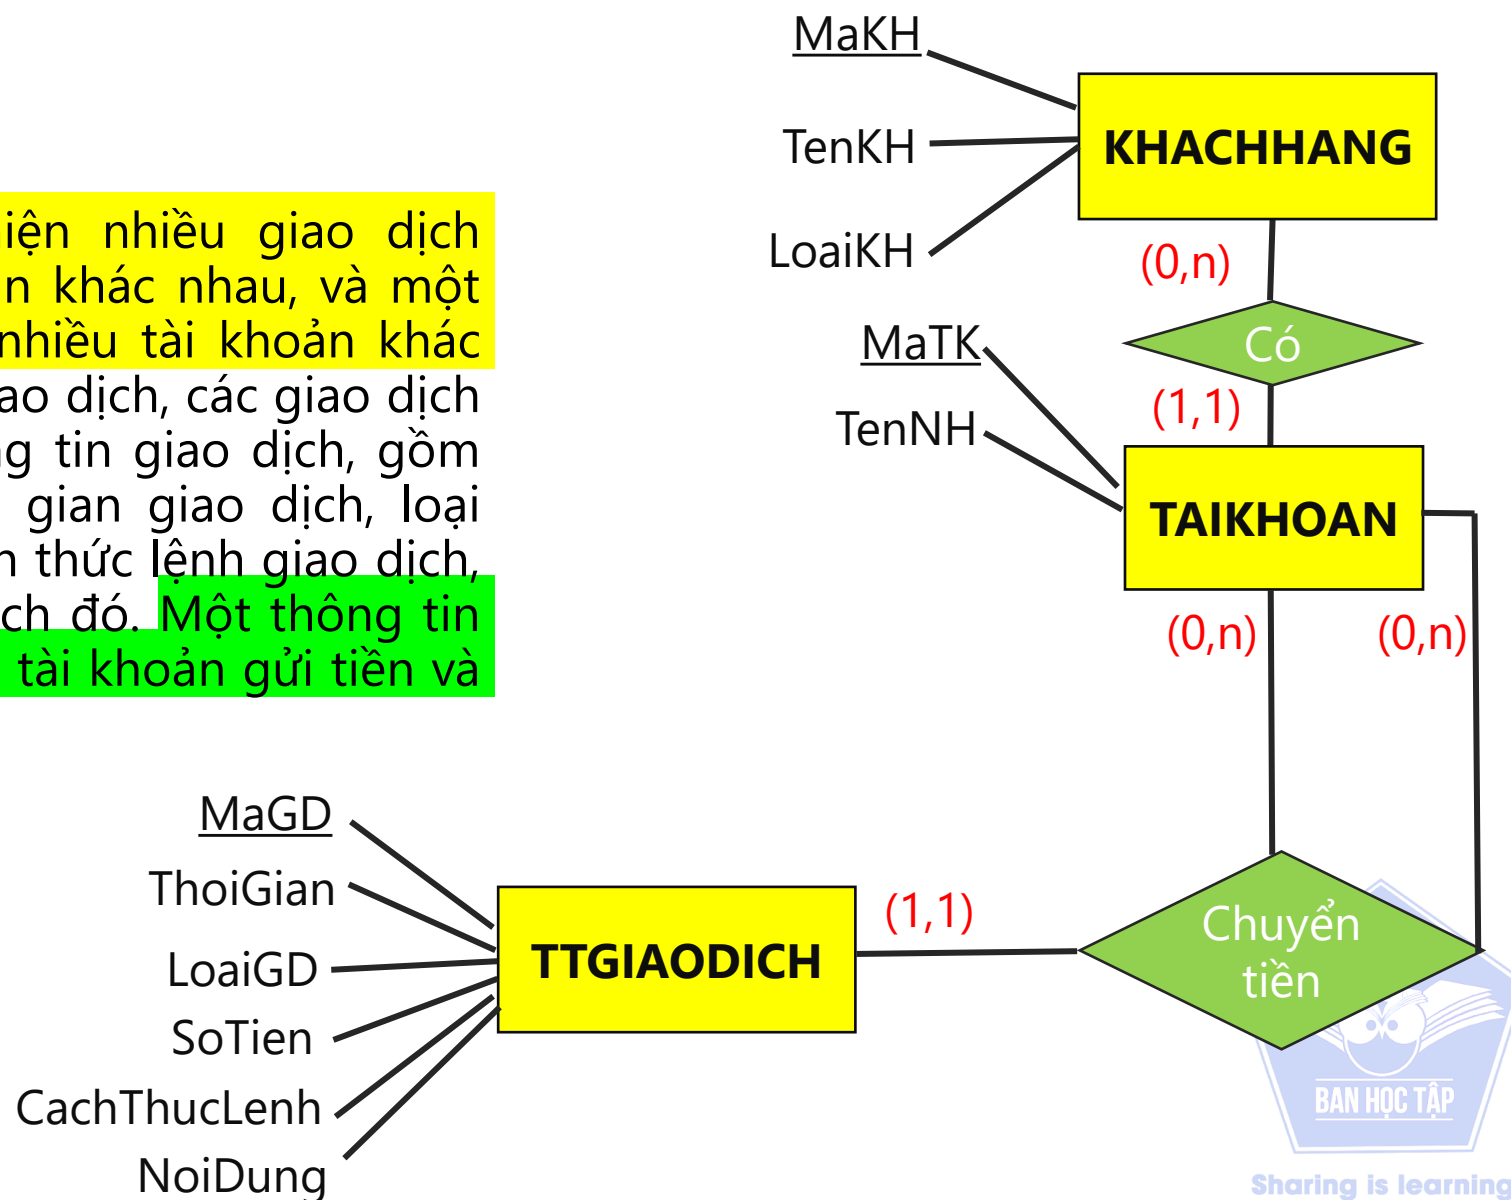 MaKH
TenKH
LoaiKH
KHACHHANG
(0,n)
Có
(1,1)
MaTK
TenNH
TAIKHOAN
(0,n)
(0,n)
iện nhiều giao dịch
n khác nhau, và một
nhiều tài khoản khác
ao dịch, các giao dịch
g tin giao dịch, gồm
gian giao dịch, loại
h thức lệnh giao dịch,
ch đó. Một thông tin
tài khoản gửi tiền và
MaGD
ThoiGian
LoaiGD
SoTien
CachThucLenh
NoiDung
TTGIAODICH
(1,1)
Chuyển
tiền
BAN HỌC TẬP
Sharing is learning